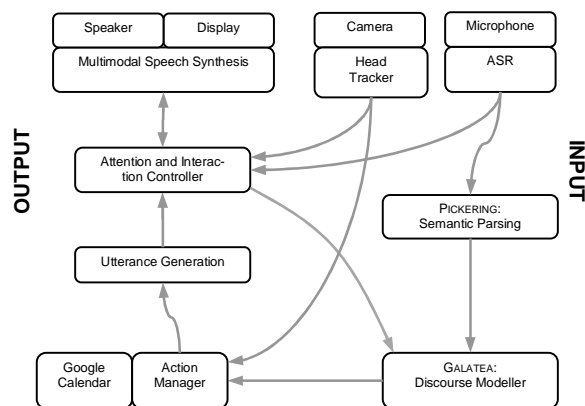 Speaker
Display
Camera
Microphone
Multimodal Speech Synthesis
Head
Tracker
ASR
OUTPUT
INPUT
Attention and Interac-
tion Controller
PICKERING:
Semantic Parsing
Utterance Generation
Google
Calendar
Action
Manager
GALATEA:
Discourse Modeller